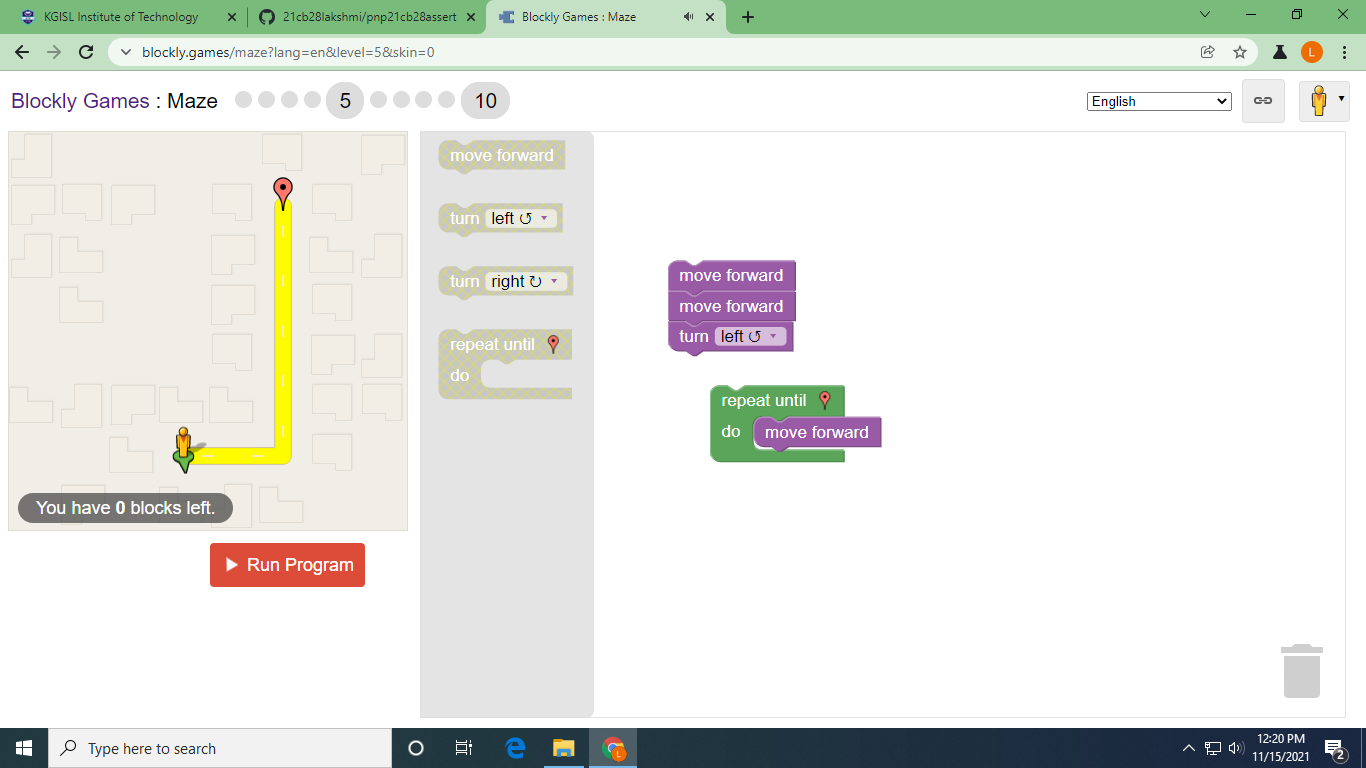 KGISL Institute of Technology
21cb28lakshmi/pnp21cb28assert
Blockly Games : Maze
blockly.games/maze?lang=en&level=5&skin=0
L
Blockly Games : Maze
5
10
English
move forward
turn left ↺
turn right ↻
repeat until
do
move forward
move forward
turn left ↺
repeat until
do move forward
You have 0 blocks left.
Run Program
Type here to search
L
12:20 PM
11/15/2021
2